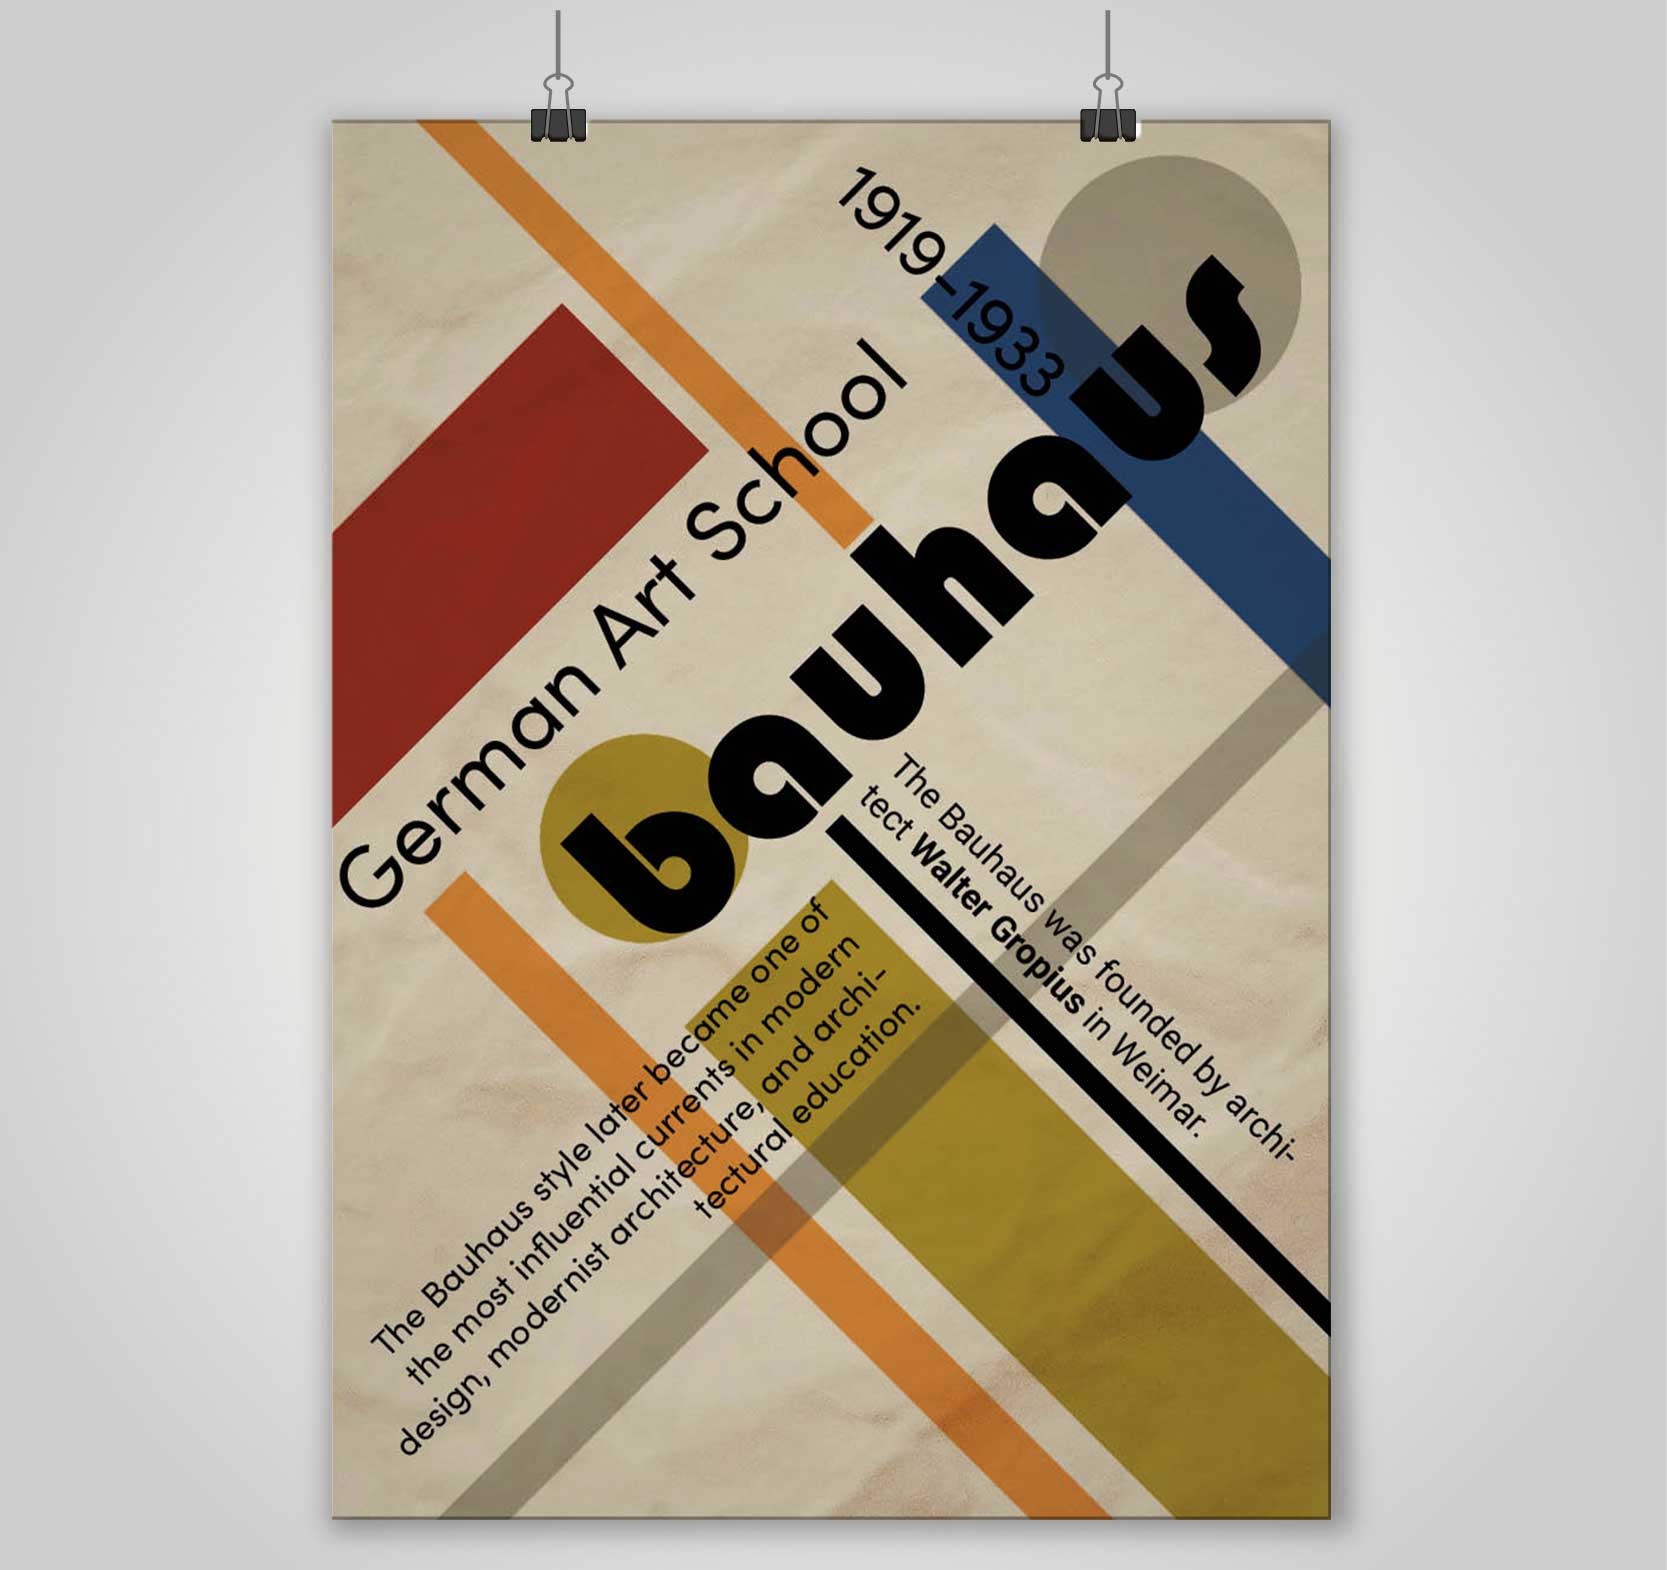 1919-1933
German Art School
bauhaus
The Bauhaus was founded by archi-
tect Walter Gropius in Weimar.
The Bauhaus style later became one of
the most influential currents in modern
design, modernist architecture, and archi-
tectural education.